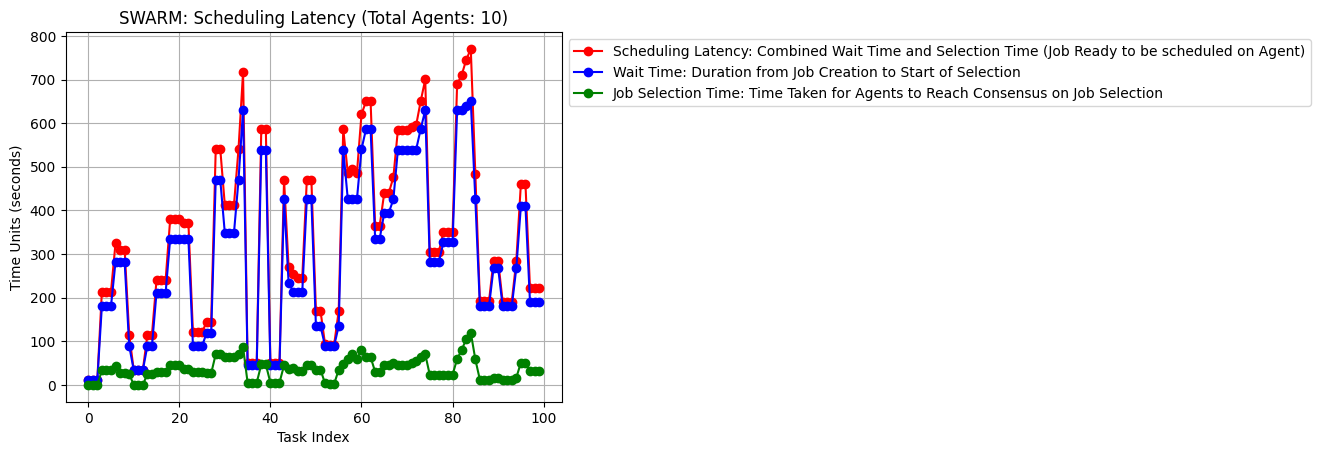 SWARM: Scheduling Latency (Total Agents: 10)
Scheduling Latency: Combined Wait Time and Selection Time (Job Ready to be scheduled on Agent)
Wait Time: Duration from Job Creation to Start of Selection
Job Selection Time: Time Taken for Agents to Reach Consensus on Job Selection
Time Units (seconds)
800
700
600
500
400
300
200
100
0
0 20 40 60 80 100
Task Index